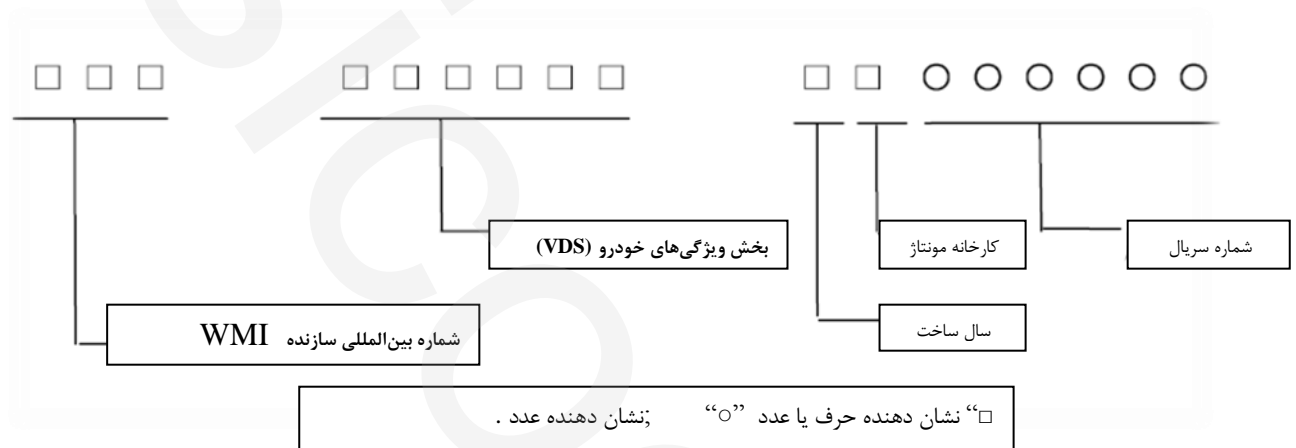 بخش ویژگی‌های خودرو (VDS)
کارخانه مونتاژ
شماره سریال
شماره بین‌المللی سازنده WMI
سال ساخت
□“ نشان دهنده حرف یا عدد ”○“ ;نشان دهنده عدد .